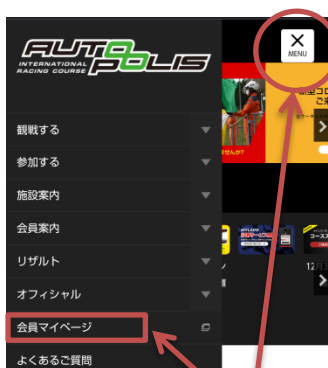 AUTOPOLIS
INTERNATIONAL
RACING COURSE
MENU
観戦する
参加する
施設案内
会員案内
リザルト
オフィシャル
会員マイページ
よくあるご質問